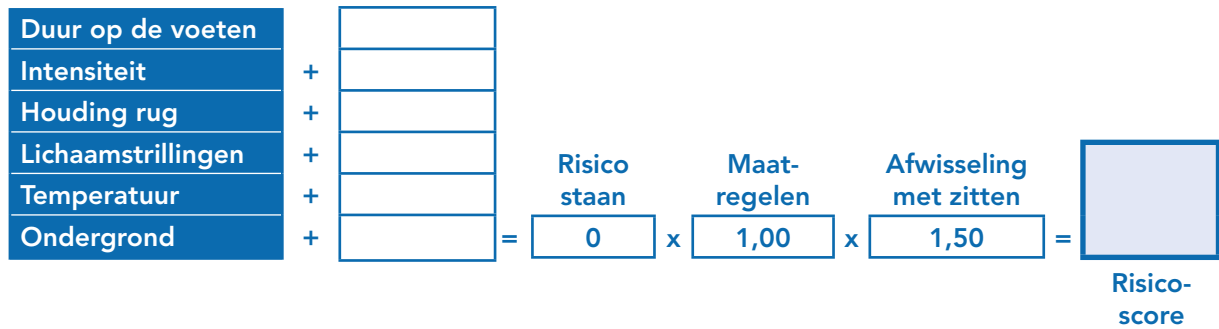 Duur op de voeten
Intensiteit +
Houding rug +
Lichaamstrillingen +
Temperatuur +
Ondergrond +
Risico staan
Maat-
regelen
Afwisseling
met zitten
= 0 x 1,00 x 1,50 =
Risico-
score